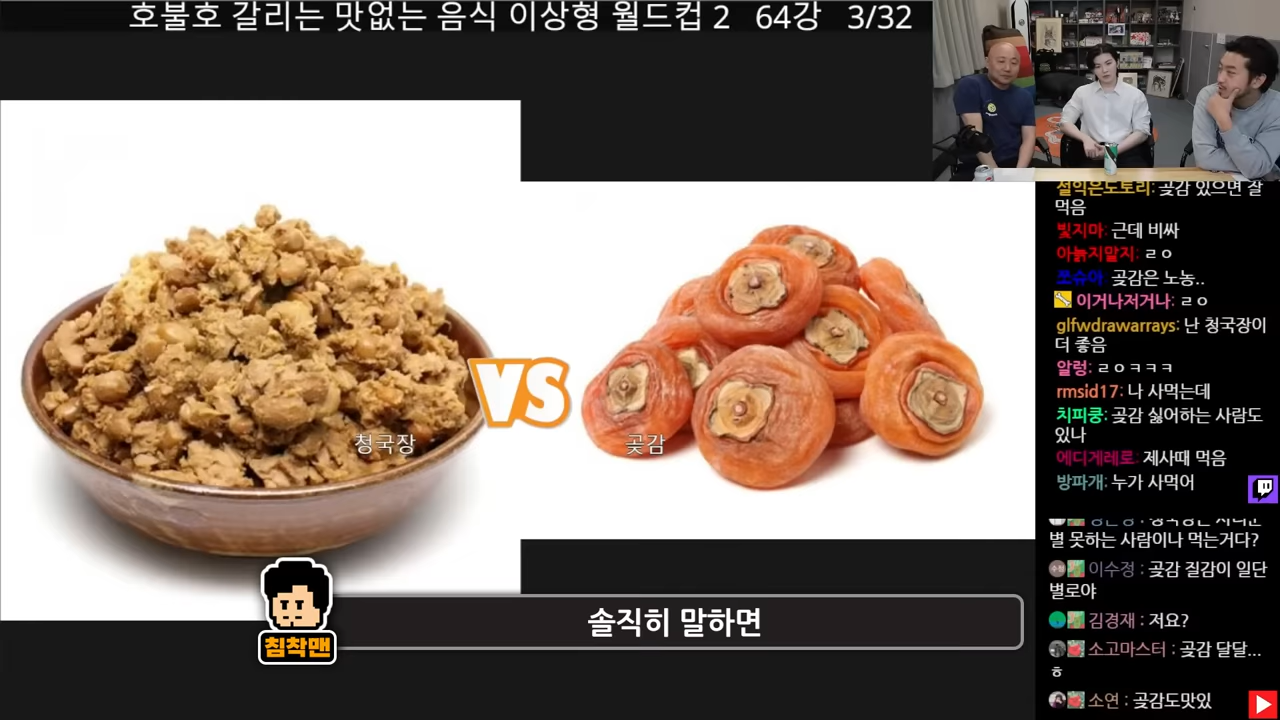 호불호 갈리는 맛없는 음식 이상형 월드컵 2 64강 3/32
설익은도토리: 곶감 있으면 잘
먹음
빛지마: 근데 비싸
아늙지말지: ㄹㅇ
쪼슈아: 곶감은 노농..
이거나저거나: ㄹㅇ
glfwdrawarrays: 난 청국장이
더 좋음
알렁: ㄹㅇㅋㅋㅋ
rmsid17: 나 사먹는데
치피쿵: 곶감 싫어하는 사람도
있나
에디게레로: 제사때 먹음
방파개: 누가 사먹어
VS
청국장
곶감
별 못하는 사람이나 먹는거다?
이수정 : 곶감 질감이 일단
별로야
김경재 : 저요?
소고마스터 : 곶감 달달...
ㅎ
소연 : 곶감도맛있
솔직히 말하면
침착맨